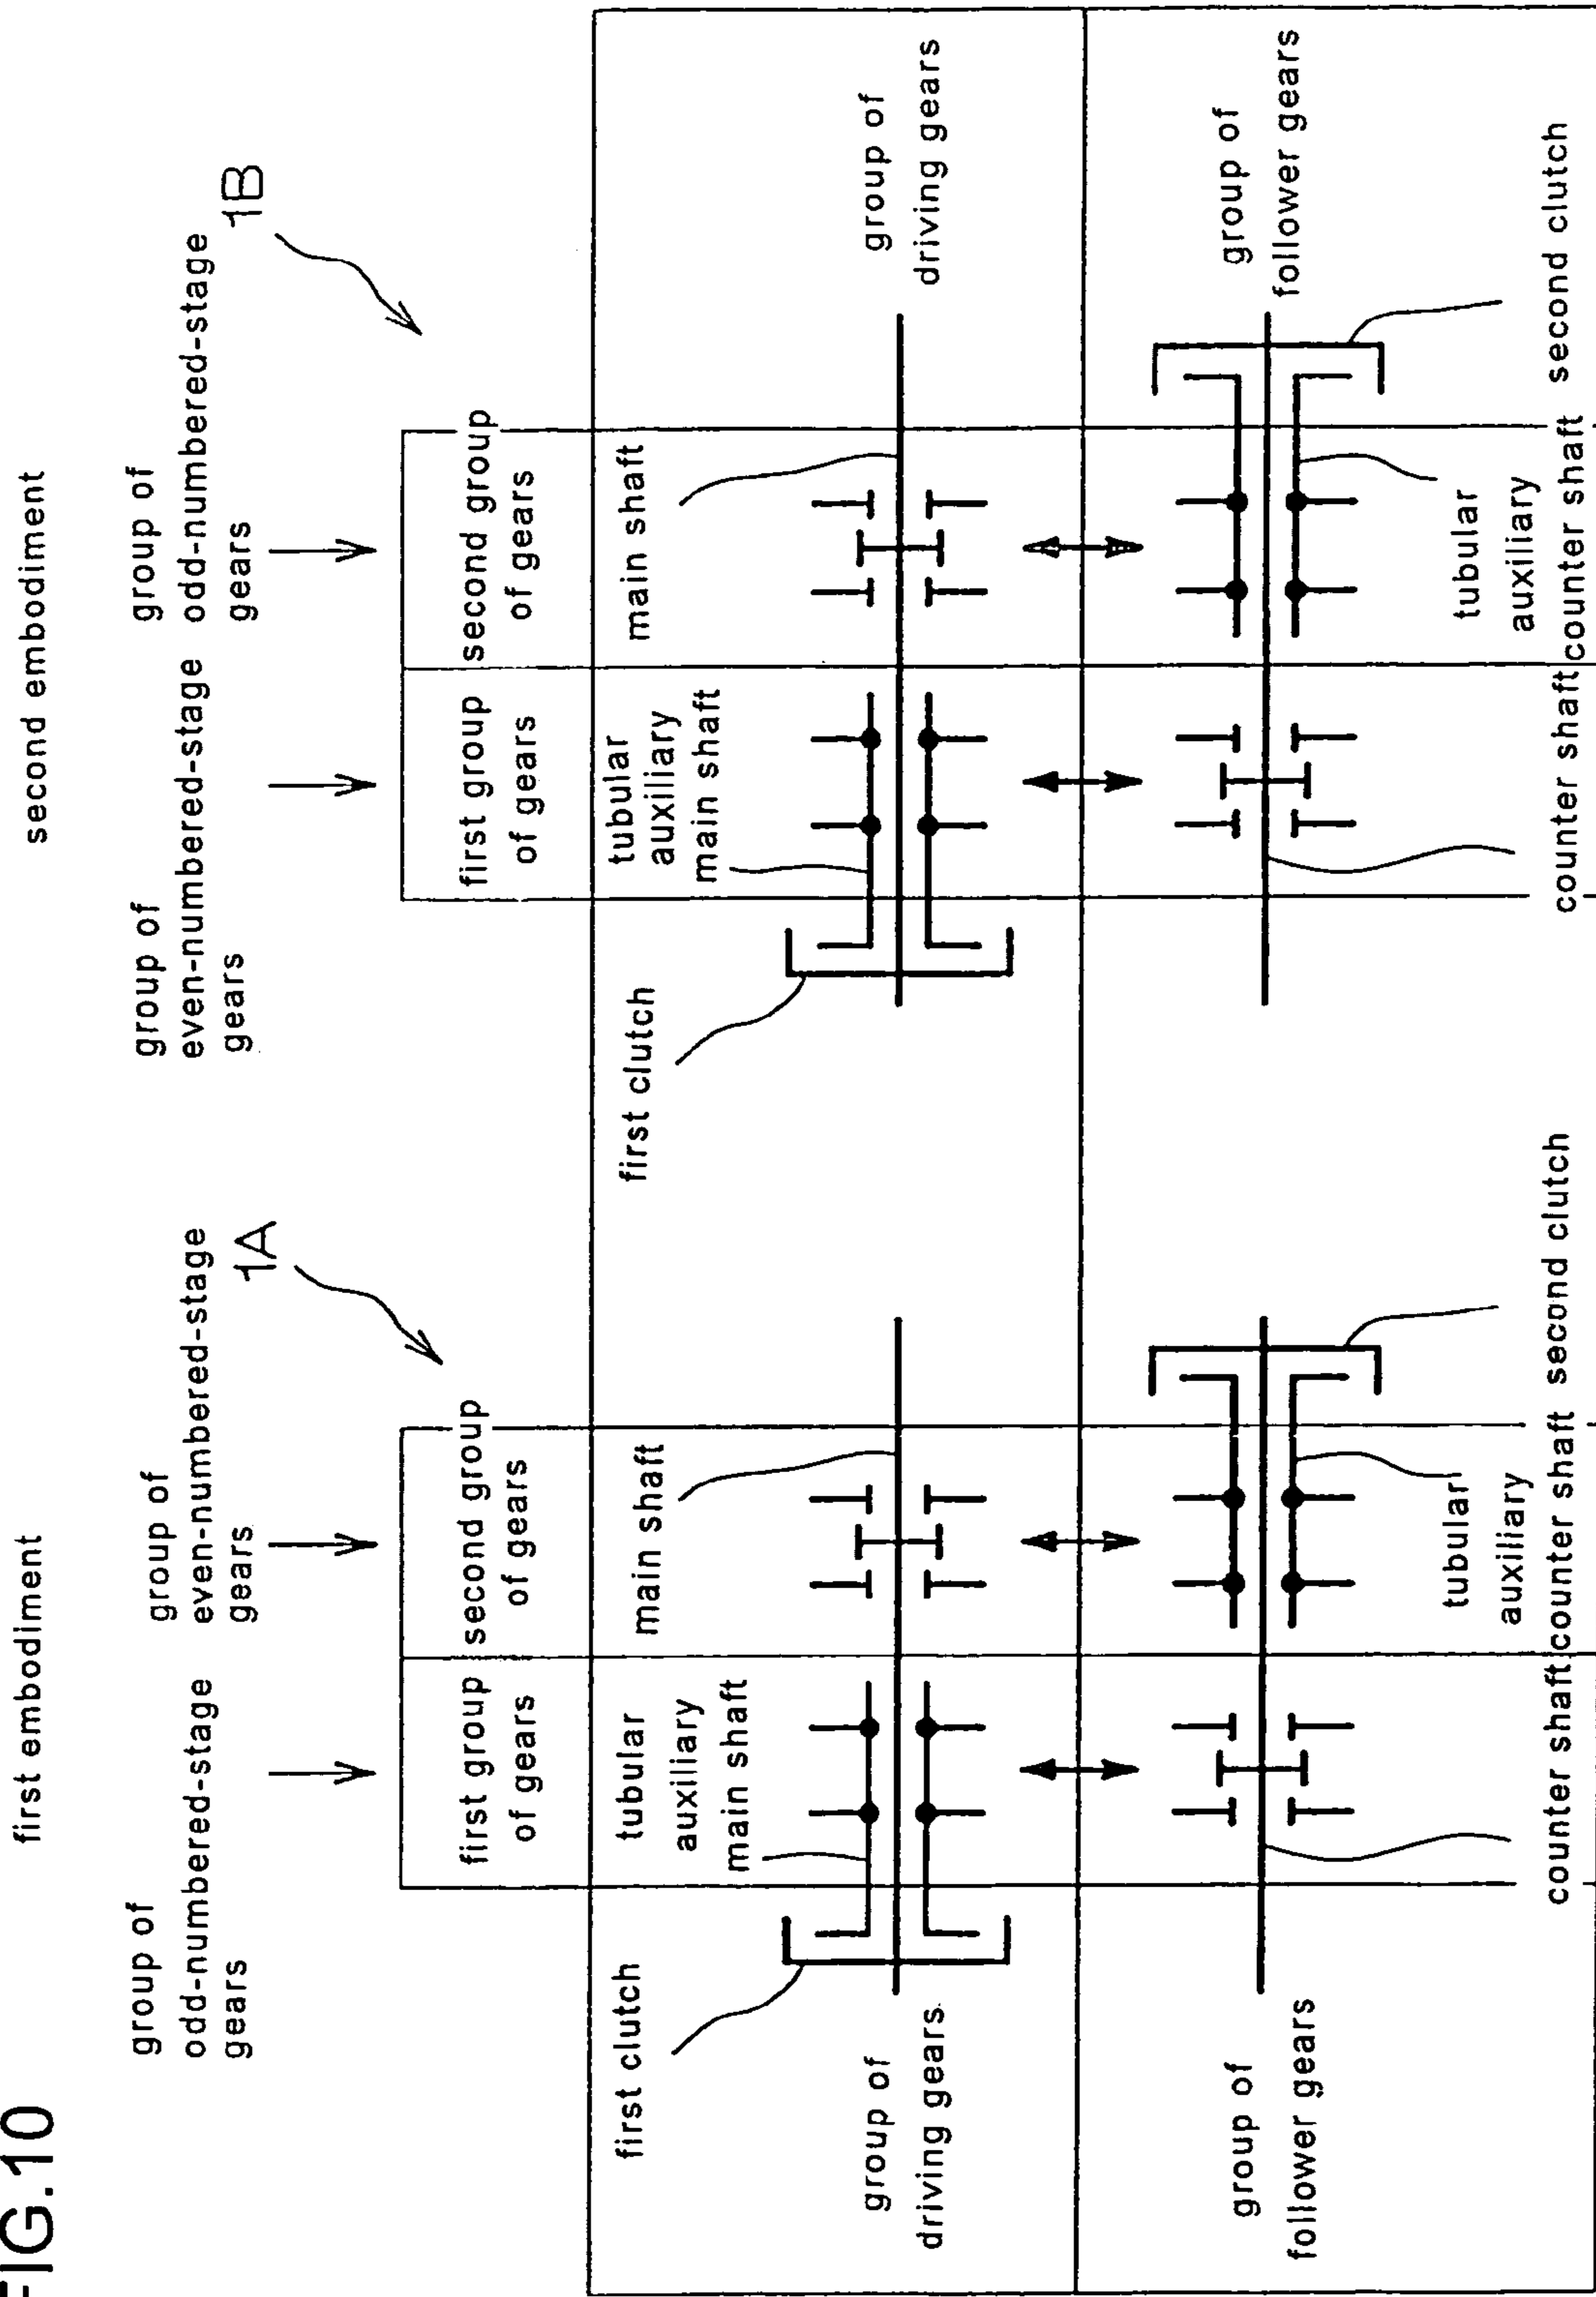 FIG.10
first embodiment
second embodiment
group of
odd-numbered-stage
gears
group of
even-numbered-stage
gears
1A
group of
even-numbered-stage
gears
group of
odd-numbered-stage
gears
1B
first group
of gears
second group
of gears
first group
of gears
second group
of gears
first clutch
tubular
auxiliary
main shaft
main shaft
first clutch
tubular
auxiliary
main shaft
main shaft
group of
driving gears
group of
driving gears
group of
follower gears
group of
follower gears
counter shaft
tubular
auxiliary
counter shaft
second clutch
counter shaft
tubular
auxiliary
counter shaft
second clutch